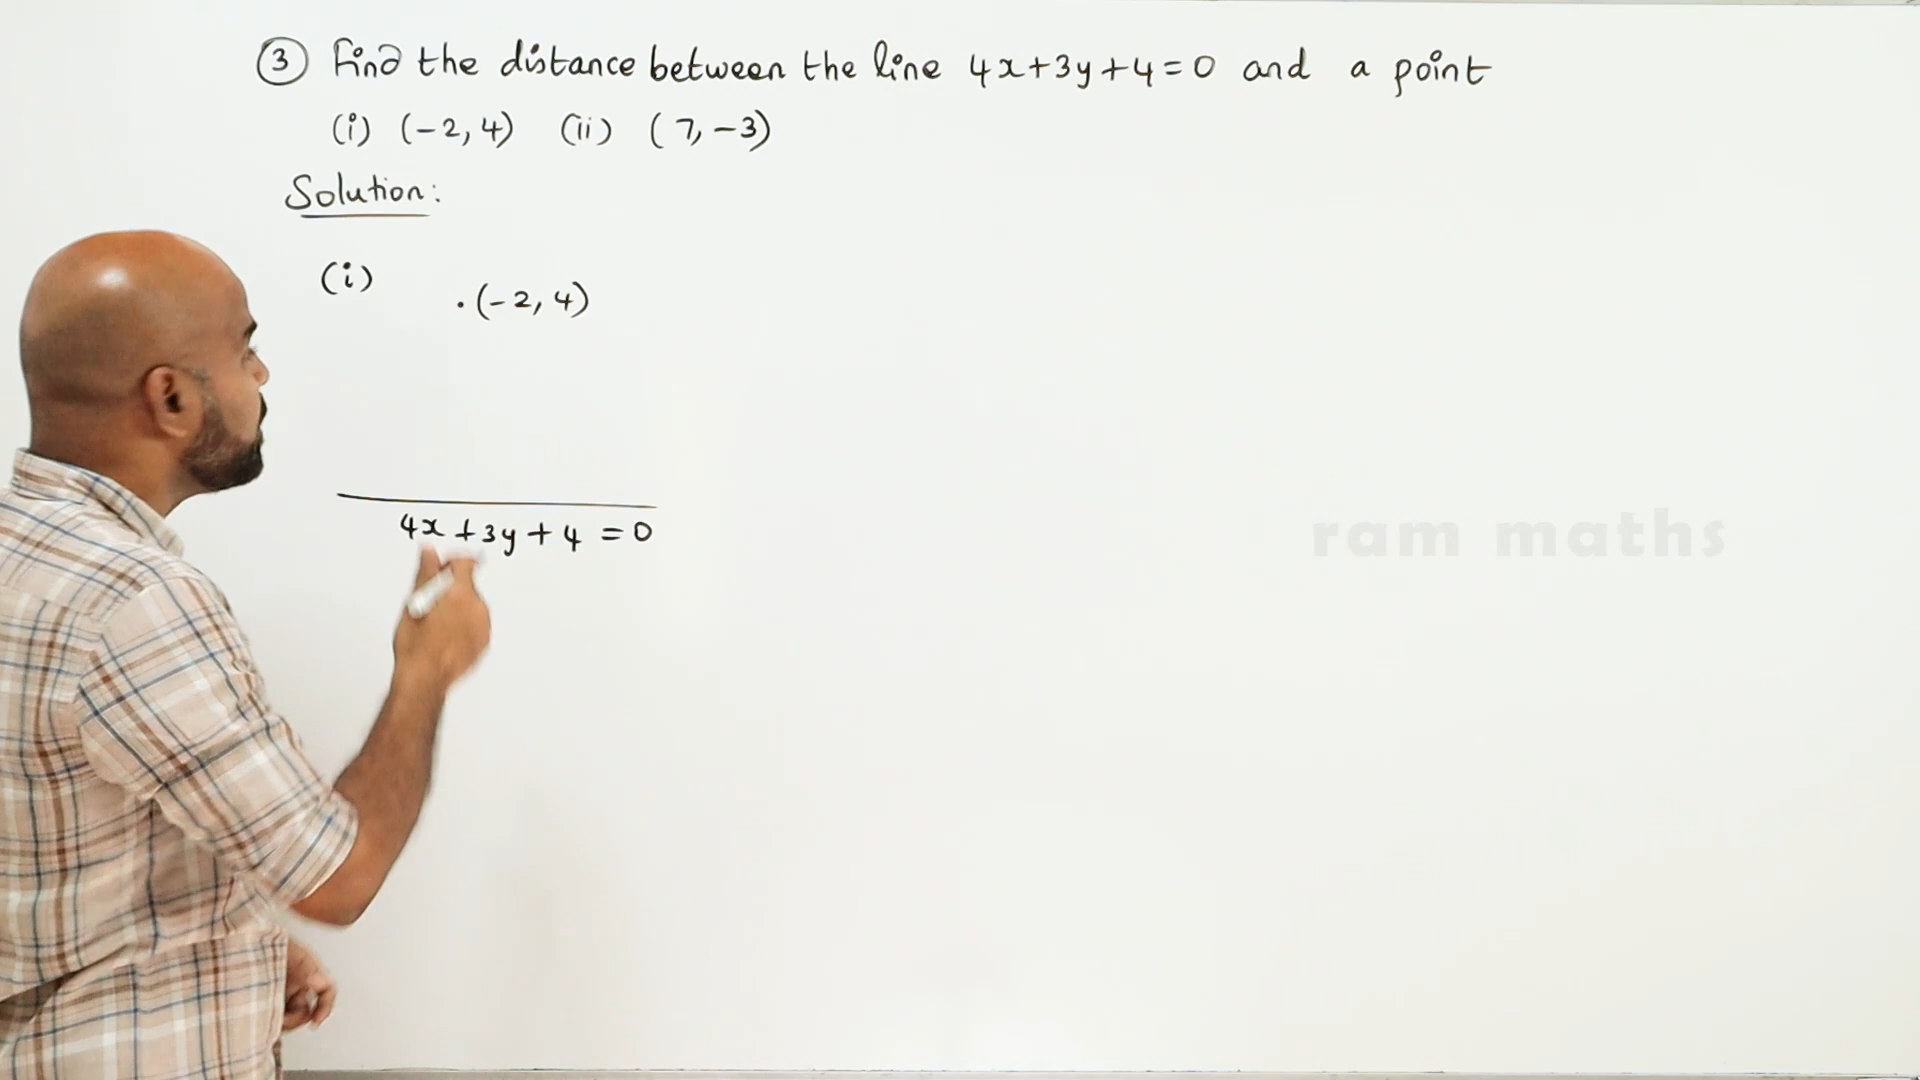 3 Find the distance between the line 4x+3y+4=0 and a point
(i) (-2, 4) (ii) (7, -3)
Solution:
(i) .(-2, 4)
4x+3y+4 = 0
ram maths